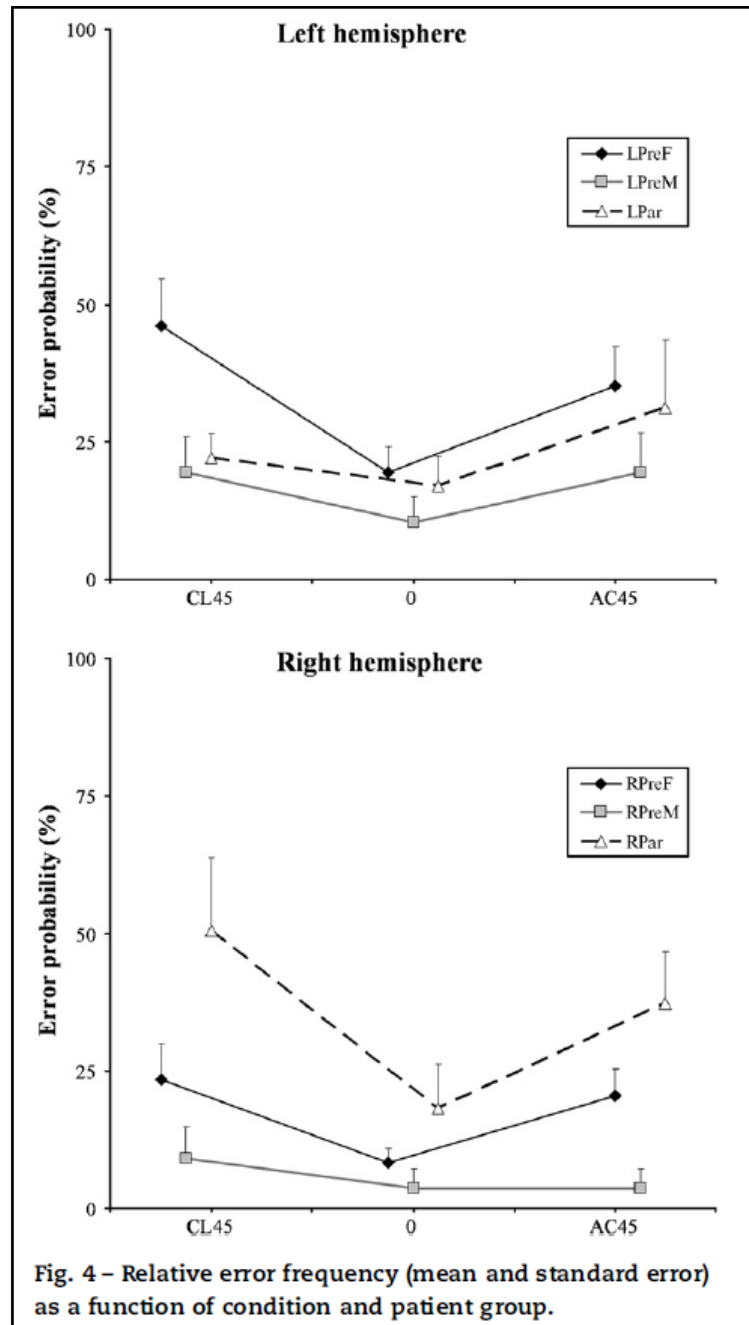 Left hemisphere
100
75
50
25
0
Error probability (%)
LPreF
LPreM
LPar
CL45 0 AC45
Right hemisphere
100
75
50
25
0
Error probability (%)
RPreF
RPreM
RPar
CL45 0 AC45
Fig. 4 – Relative error frequency (mean and standard error)
as a function of condition and patient group.